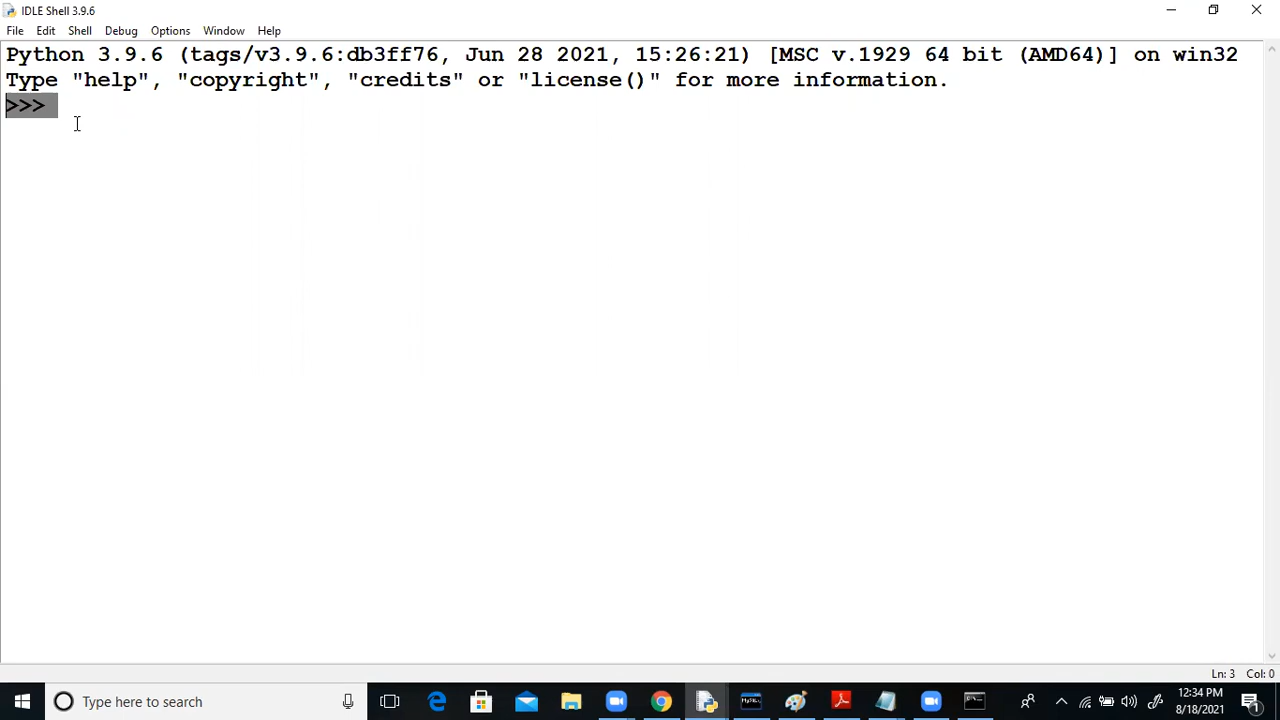 IDLE Shell 3.9.6
File Edit Shell Debug Options Window Help
Python 3.9.6 (tags/v3.9.6:db3ff76, Jun 28 2021, 15:26:21) [MSC v.1929 64 bit (AMD64)] on win32
Type "help", "copyright", "credits" or "license()" for more information.
>>>
Ln: 3 Col: 0
Type here to search
12:34 PM
8/18/2021
1